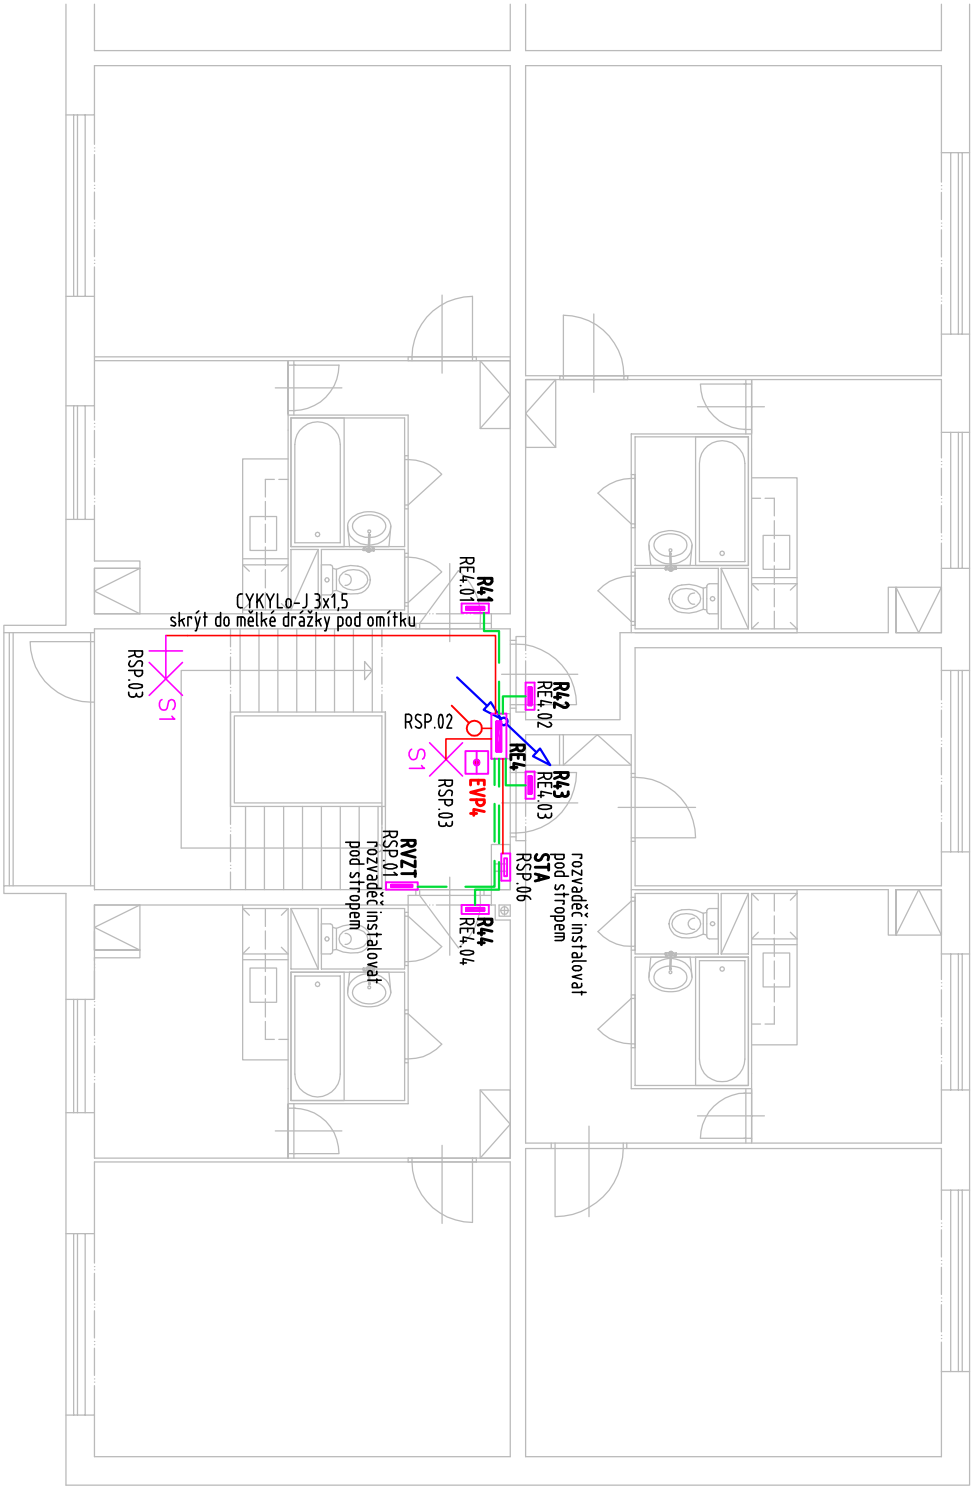 R41
RE4.01
CYKYLo-J 3x1,5
skrýt do mělké drážky pod omítku
RSP.03
S1
R42
RE4.02
RSP.02
RE4
S1
RSP.03
EVP4
R43
RE4.03
RVZT
RSP.01
rozvaděč instalovat
pod stropem
STA
RSP.06
rozvaděč instalovat
pod stropem
R44
RE4.04